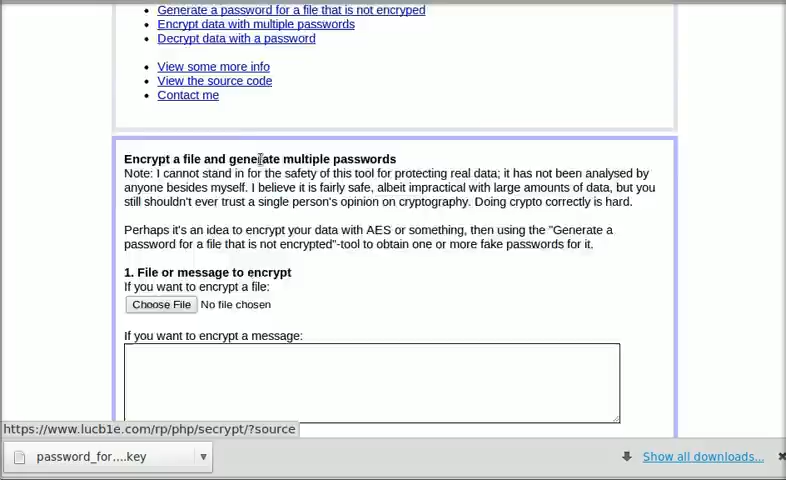 Generate a password for a file that is not encryped
Encrypt data with multiple passwords
Decrypt data with a password
View some more info
View the source code
Contact me
Encrypt a file and generate multiple passwords
Note: I cannot stand in for the safety of this tool for protecting real data; it has not been analysed by
anyone besides myself. I believe it is fairly safe, albeit impractical with large amounts of data, but you
still shouldn't ever trust a single person's opinion on cryptography. Doing crypto correctly is hard.
Perhaps it's an idea to encrypt your data with AES or something, then using the "Generate a
password for a file that is not encrypted"-tool to obtain one or more fake passwords for it.
1. File or message to encrypt
If you want to encrypt a file:
Choose File No file chosen
If you want to encrypt a message:
https://www.lucb1e.com/rp/php/secrypt/?source
password_for,...key
Show all downloads...